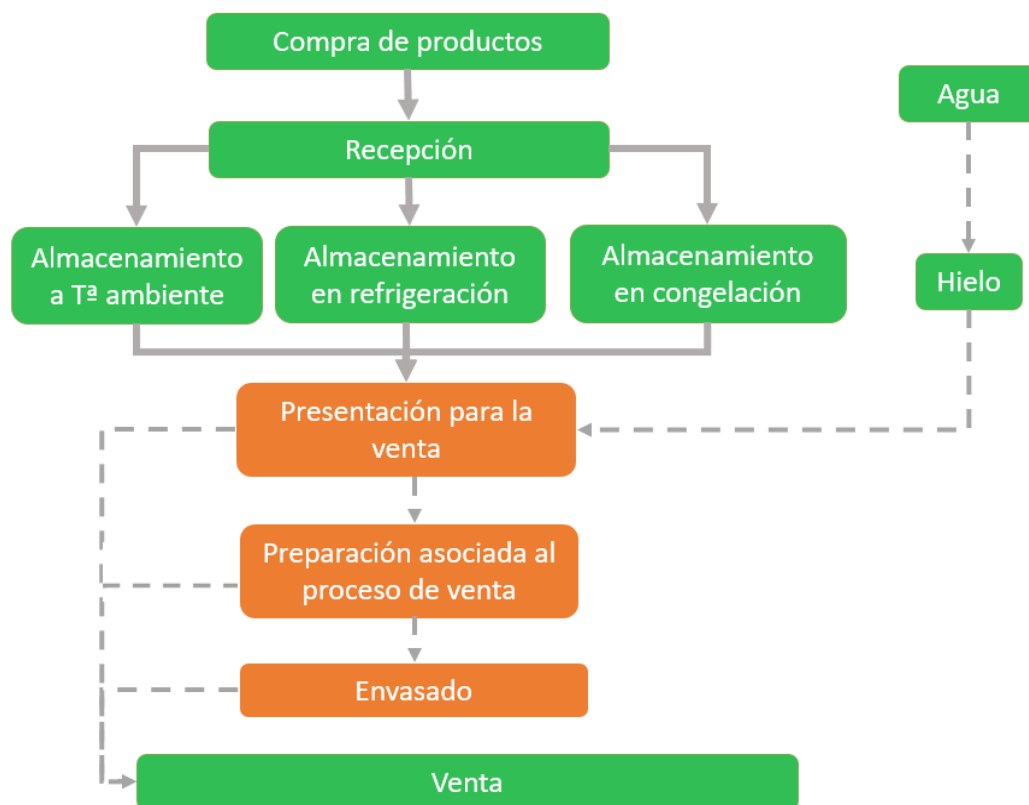 Compra de productos
Agua
Recepción
Almacenamiento
a Tª ambiente
Almacenamiento
en refrigeración
Almacenamiento
en congelación
Hielo
Presentación para la
venta
Preparación asociada al
proceso de venta
Envasado
Venta